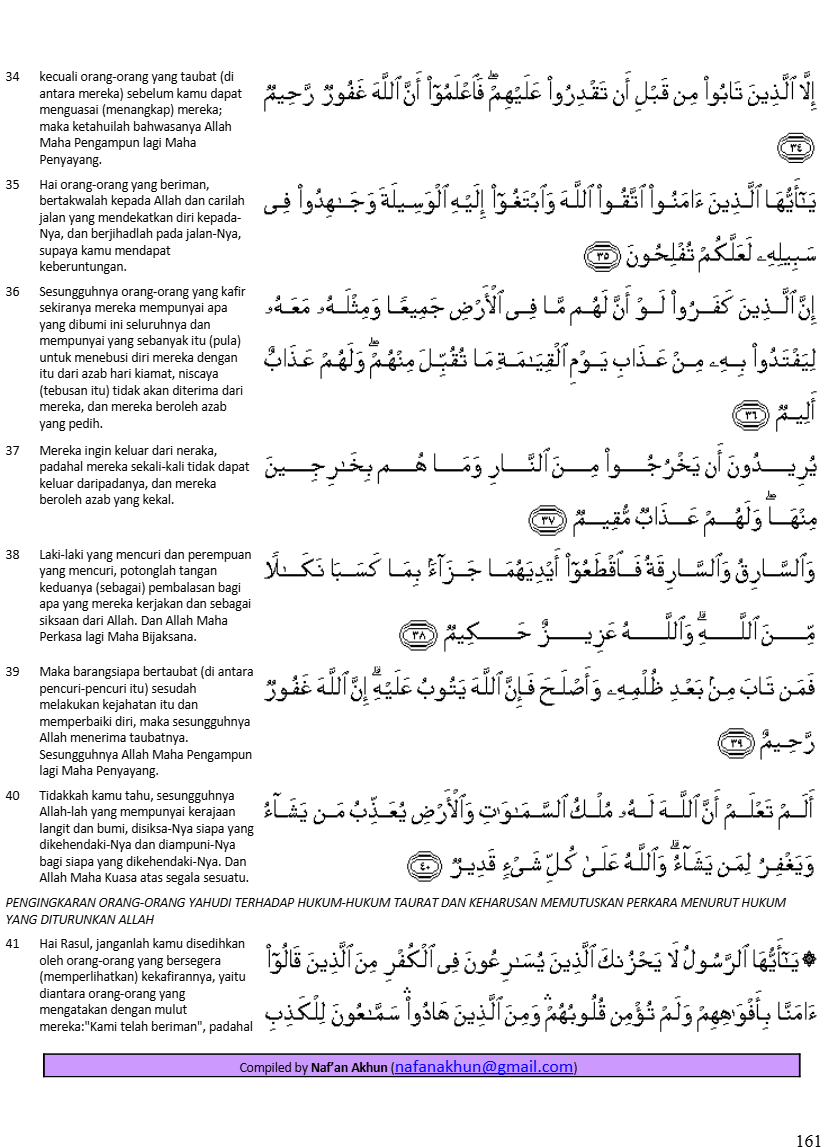 34 kecuali orang-orang yang taubat (di
antara mereka) sebelum kamu dapat
menguasai (menangkap) mereka;
maka ketahuilah bahwasanya Allah
Maha Pengampun lagi Maha
Penyayang.
إِلَّا ٱلَّذِينَ تَابُوا۟ مِن قَبْلِ أَن تَقْدِرُوا۟ عَلَيْهِمْ ۖ فَٱعْلَمُوٓا۟ أَنَّ ٱللَّهَ غَفُورٌ رَّحِيمٌ
٣٤
35 Hai orang-orang yang beriman,
bertakwalah kepada Allah dan carilah
jalan yang mendekatkan diri kepada-
Nya, dan berjihadlah pada jalan-Nya,
supaya kamu mendapat
keberuntungan.
يَـٰٓأَيُّهَا ٱلَّذِينَ ءَامَنُوا۟ ٱتَّقُوا۟ ٱللَّهَ وَٱبْتَغُوٓا۟ إِلَيْهِ ٱلْوَسِيلَةَ وَجَـٰهِدُوا۟ فِى
سَبِيلِهِۦ لَعَلَّكُمْ تُفْلِحُونَ ٣٥
36 Sesungguhnya orang-orang yang kafir
sekiranya mereka mempunyai apa
yang dibumi ini seluruhnya dan
mempunyai yang sebanyak itu (pula)
untuk menebusi diri mereka dengan
itu dari azab hari kiamat, niscaya
(tebusan itu) tidak akan diterima dari
mereka, dan mereka beroleh azab
yang pedih.
إِنَّ ٱلَّذِينَ كَفَرُوا۟ لَوْ أَنَّ لَهُم مَّا فِى ٱلْأَرْضِ جَمِيعًا وَمِثْلَهُۥ مَعَهُۥ
لِيَفْتَدُوا۟ بِهِۦ مِنْ عَذَابِ يَوْمِ ٱلْقِيَـٰمَةِ مَا تُقُبِّلَ مِنْهُمْ ۖ وَلَهُمْ عَذَابٌ
أَلِيمٌ ٣٦
37 Mereka ingin keluar dari neraka,
padahal mereka sekali-kali tidak dapat
keluar daripadanya, dan mereka
beroleh azab yang kekal.
يُرِيدُونَ أَن يَخْرُجُوا۟ مِنَ ٱلنَّارِ وَمَا هُم بِخَـٰرِجِينَ
مِنْهَا ۖ وَلَهُمْ عَذَابٌ مُّقِيمٌ ٣٧
38 Laki-laki yang mencuri dan perempuan
yang mencuri, potonglah tangan
keduanya (sebagai) pembalasan bagi
apa yang mereka kerjakan dan sebagai
siksaan dari Allah. Dan Allah Maha
Perkasa lagi Maha Bijaksana.
وَٱلسَّارِقُ وَٱلسَّارِقَةُ فَٱقْطَعُوٓا۟ أَيْدِيَهُمَا جَزَآءًۢ بِمَا كَسَبَا نَكَـٰلًا
مِّنَ ٱللَّهِ ۗ وَٱللَّهُ عَزِيزٌ حَكِيمٌ ٣٨
39 Maka barangsiapa bertaubat (di antara
pencuri-pencuri itu) sesudah
melakukan kejahatan itu dan
memperbaiki diri, maka sesungguhnya
Allah menerima taubatnya.
Sesungguhnya Allah Maha Pengampun
lagi Maha Penyayang.
فَمَن تَابَ مِنۢ بَعْدِ ظُلْمِهِۦ وَأَصْلَحَ فَإِنَّ ٱللَّهَ يَتُوبُ عَلَيْهِ ۗ إِنَّ ٱللَّهَ غَفُورٌ
رَّحِيمٌ ٣٩
40 Tidakkah kamu tahu, sesungguhnya
Allah-lah yang mempunyai kerajaan
langit dan bumi, disiksa-Nya siapa yang
dikehendaki-Nya dan diampuni-Nya
bagi siapa yang dikehendaki-Nya. Dan
Allah Maha Kuasa atas segala sesuatu.
أَلَمْ تَعْلَمْ أَنَّ ٱللَّهَ لَهُۥ مُلْكُ ٱلسَّمَـٰوَٰتِ وَٱلْأَرْضِ يُعَذِّبُ مَن يَشَآءُ
وَيَغْفِرُ لِمَن يَشَآءُ ۗ وَٱللَّهُ عَلَىٰ كُلِّ شَىْءٍ قَدِيرٌ ٤٠
PENGINGKARAN ORANG-ORANG YAHUDI TERHADAP HUKUM-HUKUM TAURAT DAN KEHARUSAN MEMUTUSKAN PERKARA MENURUT HUKUM
YANG DITURUNKAN ALLAH
41 Hai Rasul, janganlah kamu disedihkan
oleh orang-orang yang bersegera
(memperlihatkan) kekafirannya, yaitu
diantara orang-orang yang
mengatakan dengan mulut
mereka:"Kami telah beriman", padahal
۞ يَـٰٓأَيُّهَا ٱلرَّسُولُ لَا يَحْزُنكَ ٱلَّذِينَ يُسَـٰرِعُونَ فِى ٱلْكُفْرِ مِنَ ٱلَّذِينَ قَالُوٓا۟
ءَامَنَّا بِأَفْوَٰهِهِمْ وَلَمْ تُؤْمِن قُلُوبُهُمْ ۛ وَمِنَ ٱلَّذِينَ هَادُوا۟ ۛ سَمَّـٰعُونَ لِلْكَذِبِ
Compiled by Naf’an Akhun (nafanakhun@gmail.com)
161